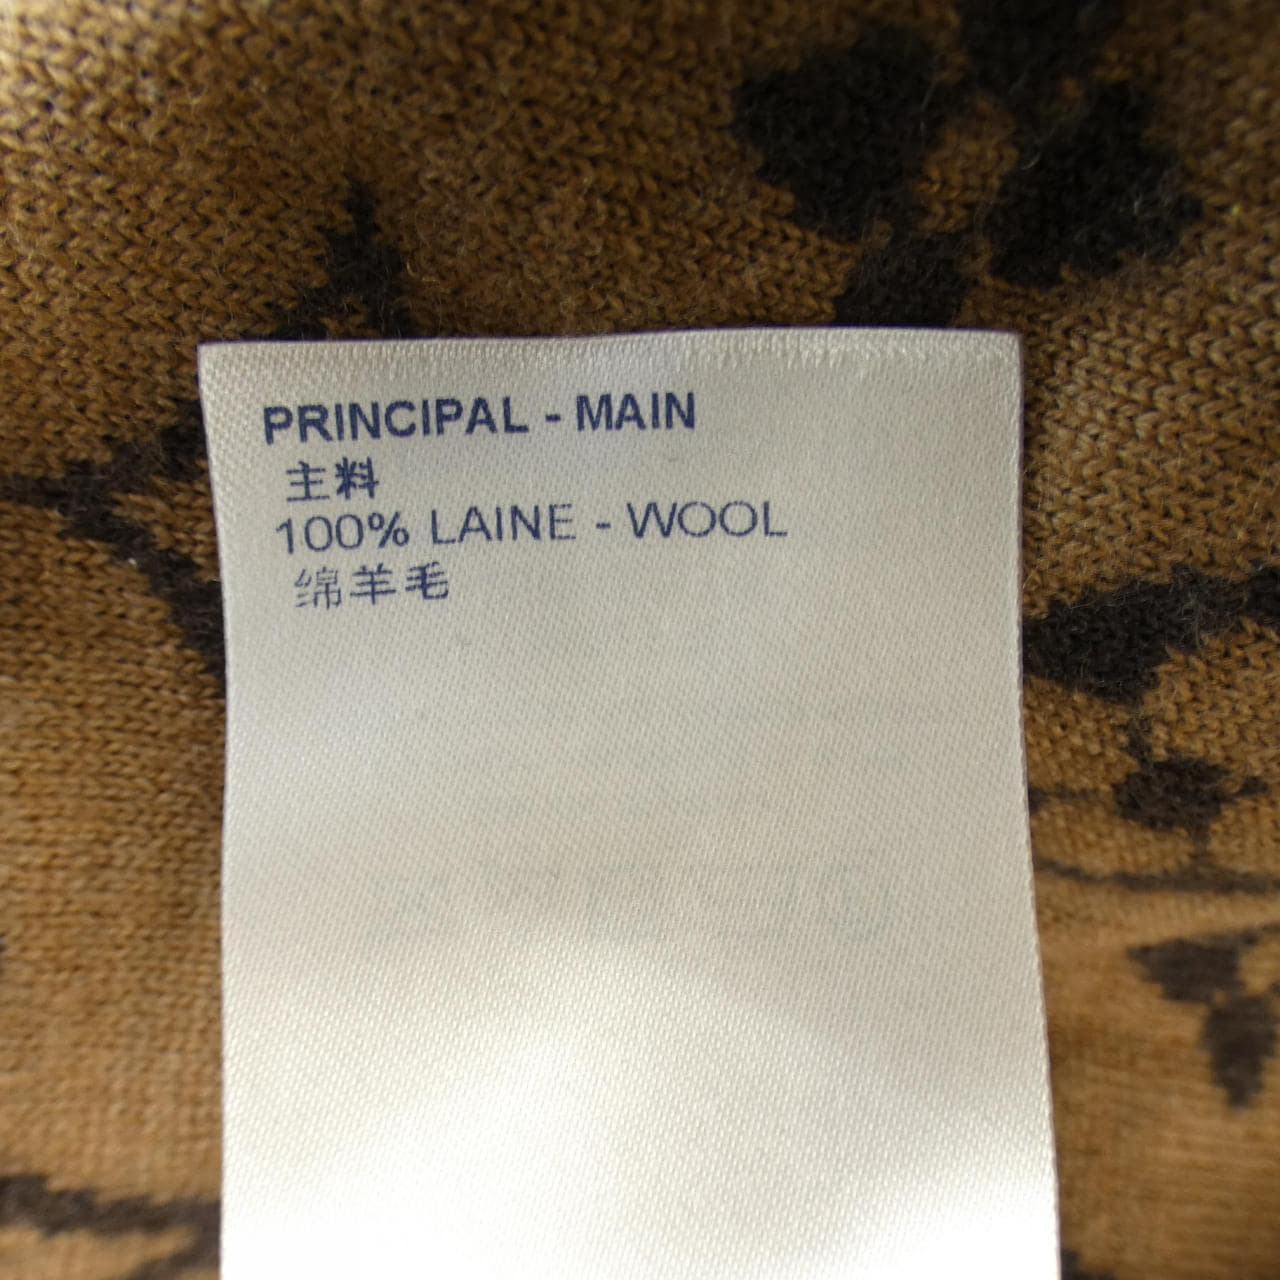 PRINCIPAL - MAIN
主料
100% LAINE - WOOL
绵羊毛